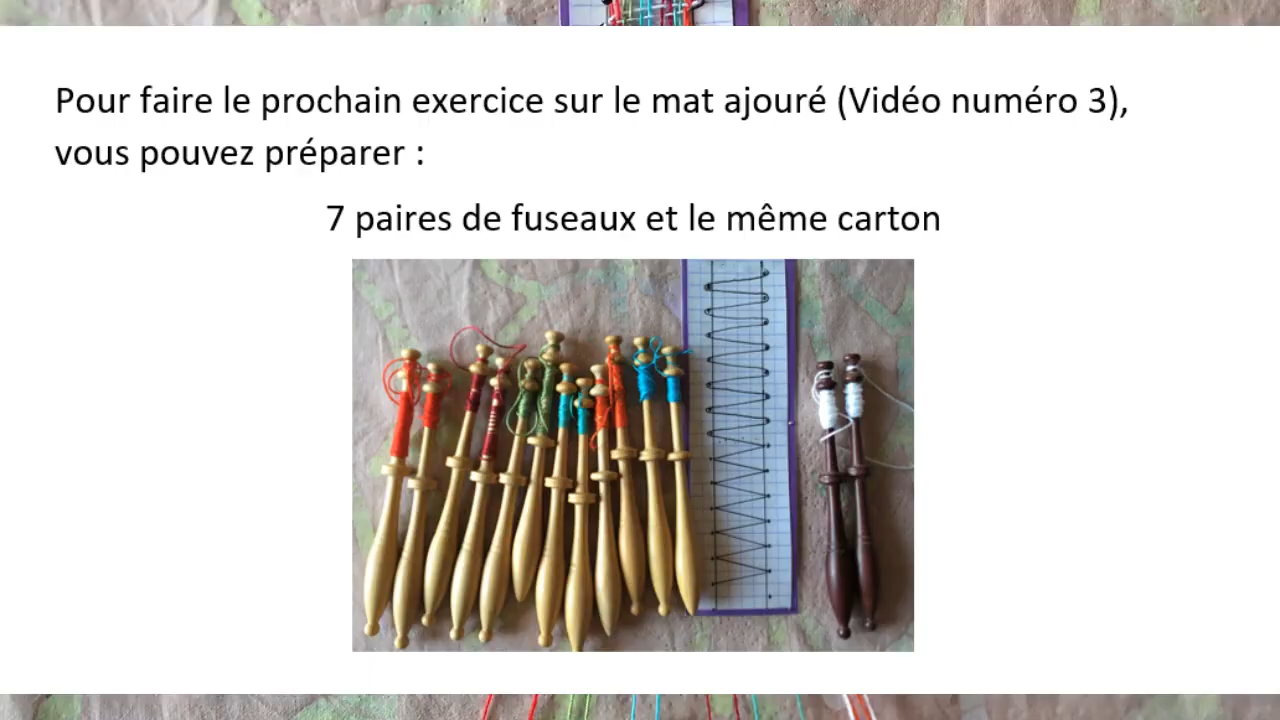 Pour faire le prochain exercice sur le mat ajouré (Vidéo numéro 3),
vous pouvez préparer :
7 paires de fuseaux et le même carton